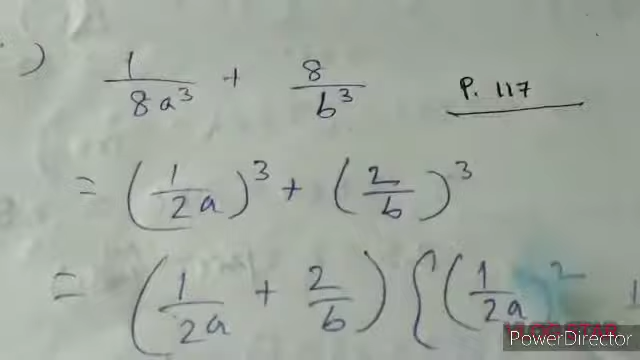 ) 1/8a³ + 8/b³ P. 117
= (1/2a)³ + (2/b)³
= (1/2a + 2/b) { (1/2a)²
PowerDirector